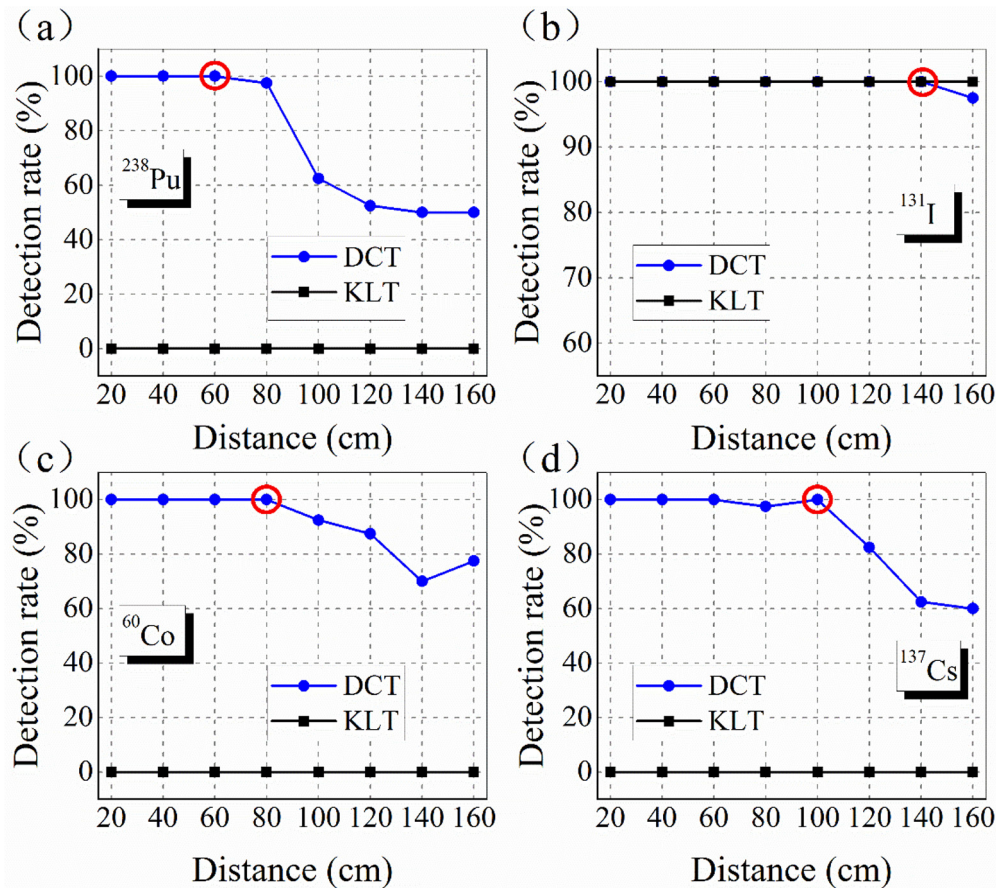 (a)
Detection rate (%)
100
80
60
40
20
0
238Pu
DCT
KLT
20 40 60 80 100 120 140 160
Distance (cm)
(b)
Detection rate (%)
100
90
80
70
60
131I
DCT
KLT
20 40 60 80 100 120 140 160
Distance (cm)
(c)
Detection rate (%)
100
80
60
40
20
0
60Co
DCT
KLT
20 40 60 80 100 120 140 160
Distance (cm)
(d)
Detection rate (%)
100
80
60
40
20
0
137Cs
DCT
KLT
20 40 60 80 100 120 140 160
Distance (cm)